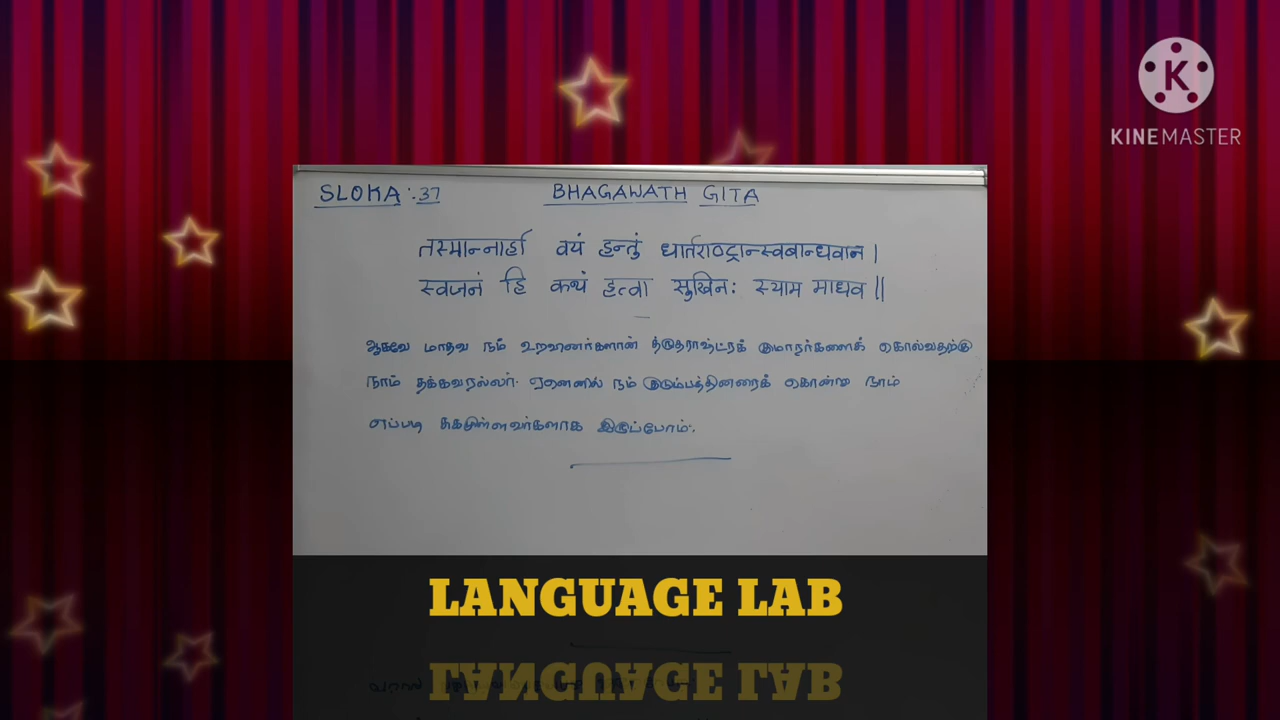 KINEMASTER
SLOKA:.37 BHAGAWATH GITA
तस्मान्नार्हा वयं हन्तुं धार्तराष्ट्रान्स्वबान्धवान |
स्वजनं हि कथं हत्वा सुखिनः स्याम माधव ||
ஆகவே மாதவ நம் உறவினர்களான் த்ருதராஷ்ட்ரக் குமாரர்களைக் கொல்வதற்கு
நாம் தக்கவரல்லர். ஏனெனில் நம் குடும்பத்தினரைக் கொன்று நாம்
எப்படி சுகமுள்ளவர்களாக இருப்போம்.
LANGUAGE LAB
LANGUAGE LAB